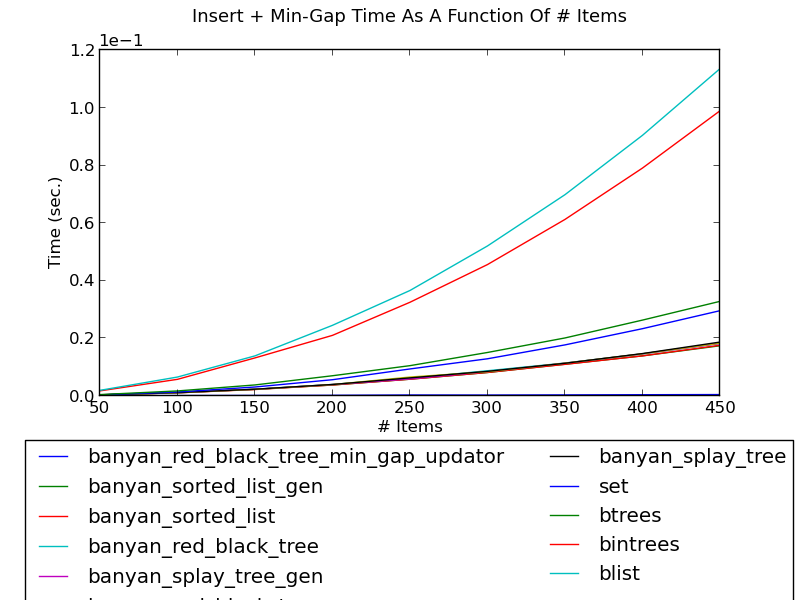 Insert + Min-Gap Time As A Function Of # Items
1e−1
1.2
1.0
0.8
0.6
0.4
0.2
0.0
Time (sec.)
50 100 150 200 250 300 350 400 450
# Items
banyan_red_black_tree_min_gap_updator
banyan_sorted_list_gen
banyan_sorted_list
banyan_red_black_tree
banyan_splay_tree_gen
banyan_splay_tree
set
btrees
bintrees
blist